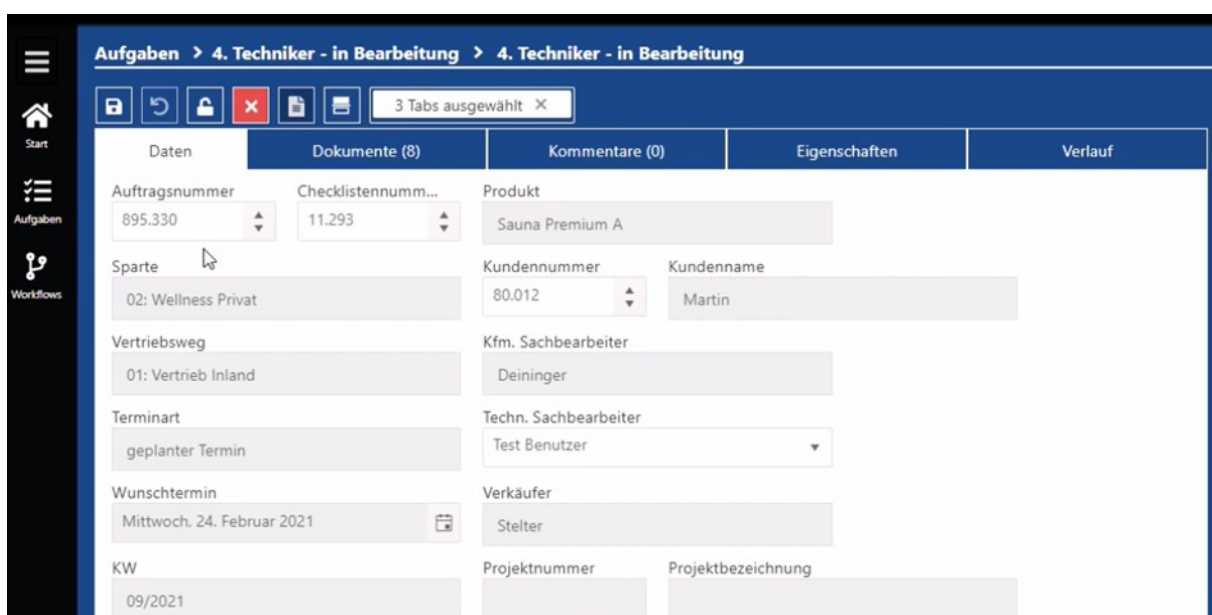 Aufgaben > 4. Techniker - in Bearbeitung > 4. Techniker - in Bearbeitung
3 Tabs ausgewählt ×
Start
Daten Dokumente (8) Kommentare (0) Eigenschaften Verlauf
Auftragsnummer Checklistennumm... Produkt
895.330 11.293 Sauna Premium A
Aufgaben
Sparte Kundennummer Kundenname
02: Wellness Privat 80.012 Martin
Workflows
Vertriebsweg Kfm. Sachbearbeiter
01: Vertrieb Inland Deininger
Terminart Techn. Sachbearbeiter
geplanter Termin Test Benutzer
Wunschtermin Verkäufer
Mittwoch, 24. Februar 2021 Stelter
KW Projektnummer Projektbezeichnung
09/2021